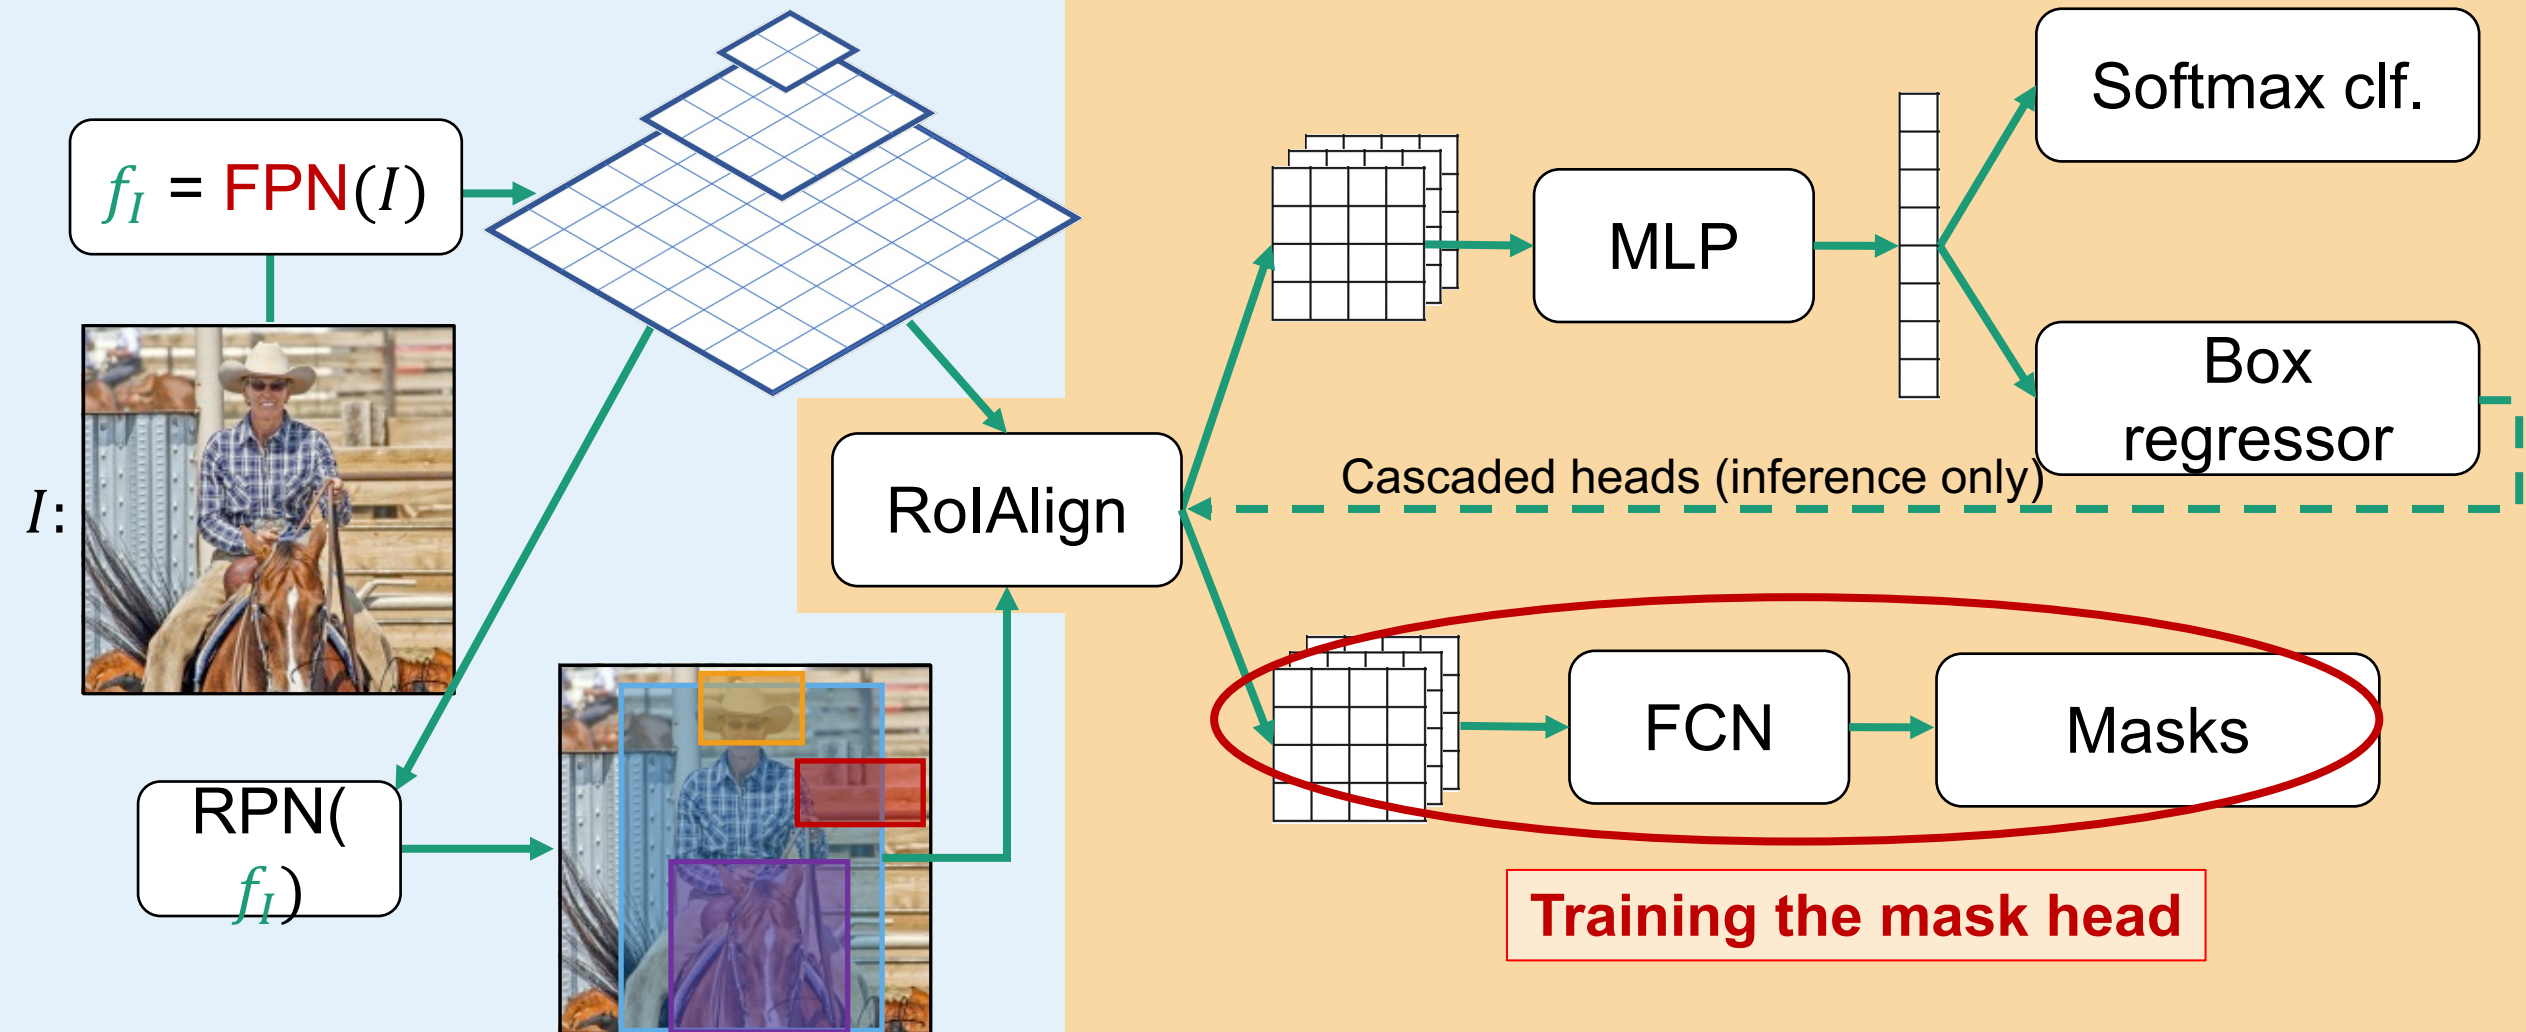 f_I = FPN(I)
I:
RPN(
f_I)
RoIAlign
MLP
Softmax clf.
Box
regressor
Cascaded heads (inference only)
FCN
Masks
Training the mask head